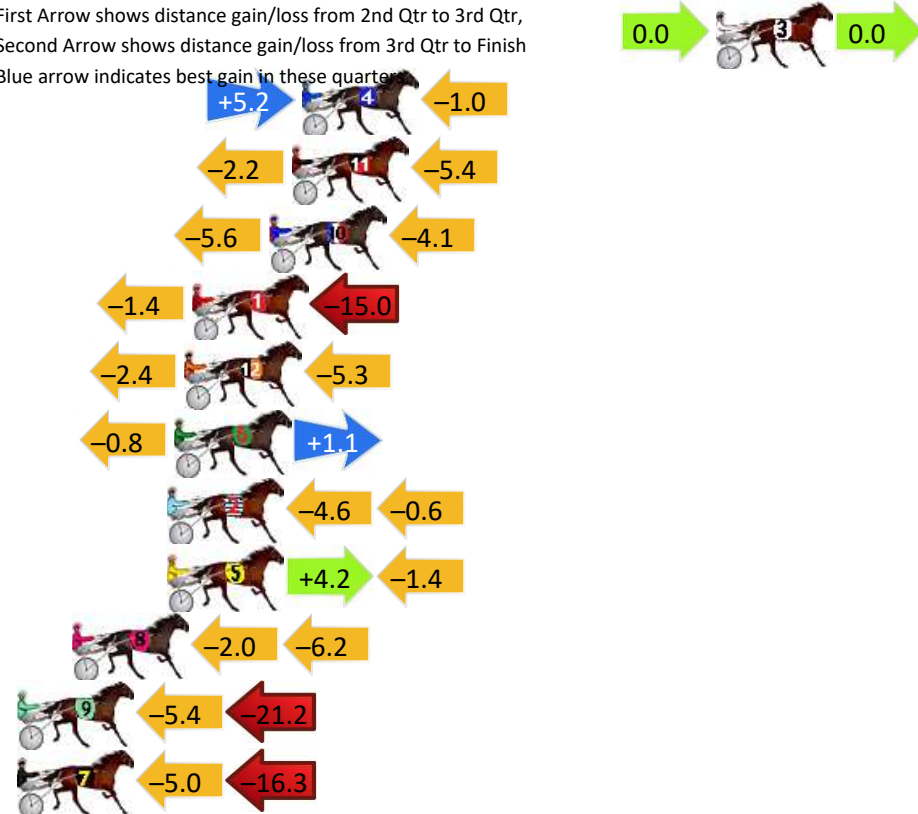 First Arrow shows distance gain/loss from 2nd Qtr to 3rd Qtr,
Second Arrow shows distance gain/loss from 3rd Qtr to Finish
Blue arrow indicates best gain in these quarters
0.0 3 0.0
+5.2 4 –1.0
–2.2 11 –5.4
–5.6 10 –4.1
–1.4 1 –15.0
–2.4 12 –5.3
–0.8 6 +1.1
2 –4.6 –0.6
5 +4.2 –1.4
8 –2.0 –6.2
9 –5.4 –21.2
7 –5.0 –16.3